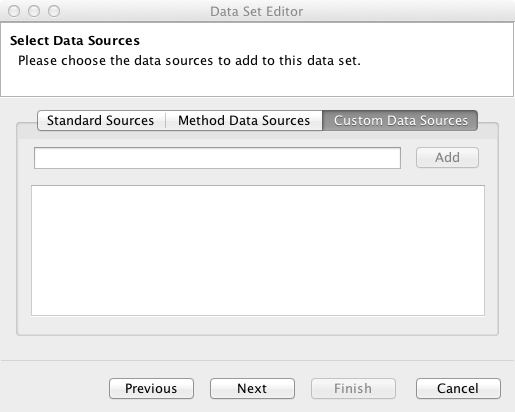 Data Set Editor
Select Data Sources
Please choose the data sources to add to this data set.
Standard Sources Method Data Sources Custom Data Sources
Add
Previous Next Finish Cancel